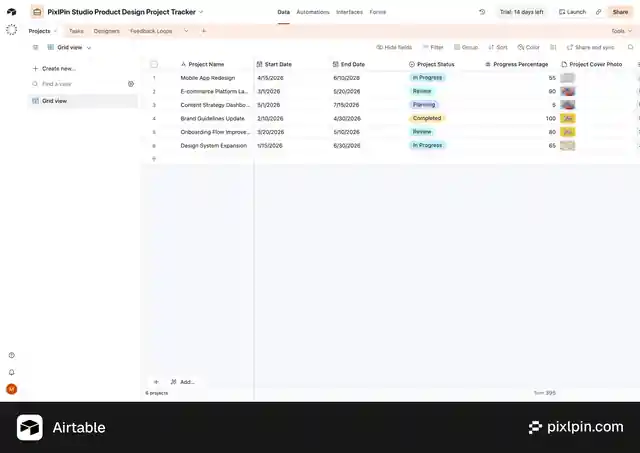 PixlPin Studio Product Design Project Tracker
Data Automations Interfaces Forms
Trial: 14 days left Launch Share
Projects Tasks Designers Feedback Loops Tools
Grid view Hide fields Filter Group Sort Color Share and sync
Create new...
Find a view
Grid view
Project Name Start Date End Date Project Status Progress Percentage Project Cover Photo
1 Mobile App Redesign 4/15/2026 6/10/2026 In Progress 55
2 E-commerce Platform La... 3/1/2026 5/20/2026 Review 90
3 Content Strategy Dashbo... 5/1/2026 7/15/2026 Planning 5
4 Brand Guidelines Update 2/10/2026 4/30/2026 Completed 100
5 Onboarding Flow Improve... 5/10/2026 Review 80
6 Design System Expansion 1/15/2026 6/30/2026 In Progress 65
Add...
6 projects Sum 395
M
Airtable
pixlpin.com